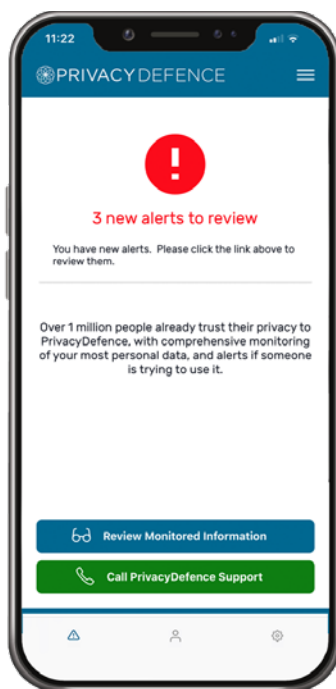 11:22
PRIVACYDEFENCE
3 new alerts to review
You have new alerts. Please click the link above to
review them.
Over 1 million people already trust their privacy to
PrivacyDefence, with comprehensive monitoring
of your most personal data, and alerts if someone
is trying to use it.
Review Monitored Information
Call PrivacyDefence Support